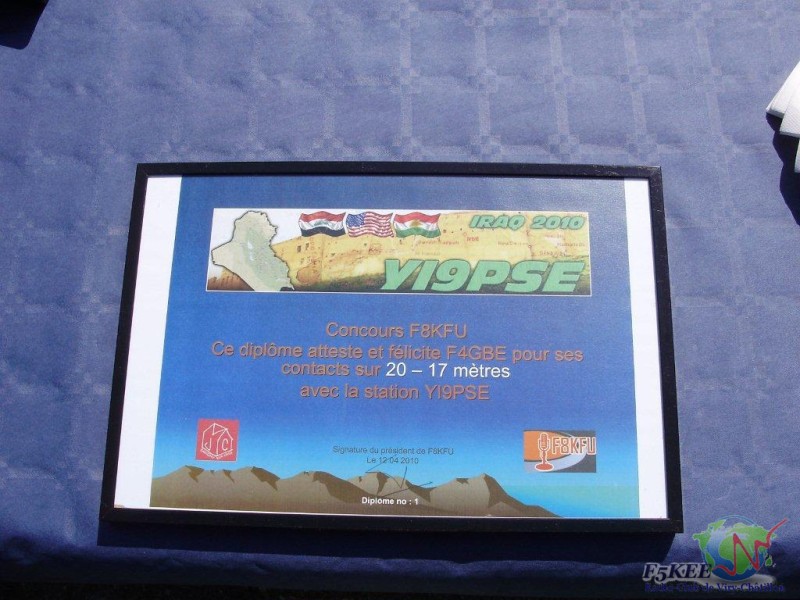 IRAQ 2010
YI9PSE
Concours F8KFU
Ce diplôme atteste et félicite F4GBE pour ses
contacts sur 20 – 17 mètres
avec la station YI9PSE
F8KFU
Signature du président de F8KFU
Le 12.04.2010
Diplome no : 1
F5KEE